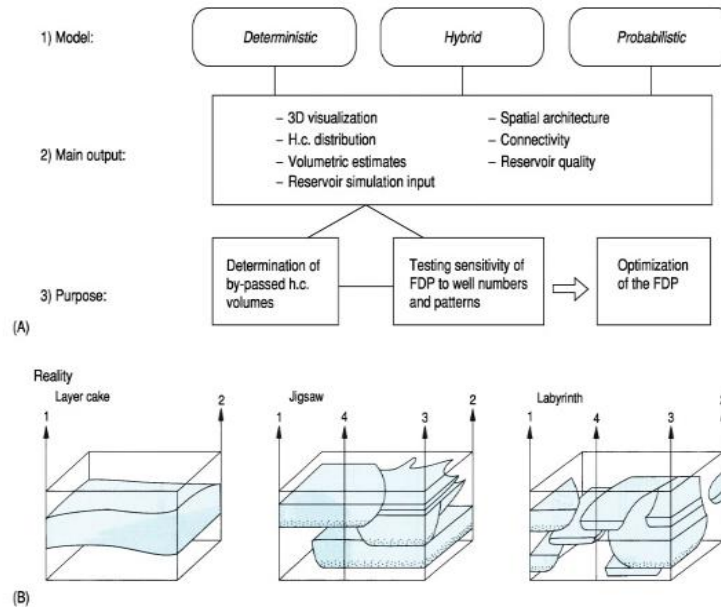 1) Model:
Deterministic
Hybrid
Probabilistic
2) Main output:
– 3D visualization
– H.c. distribution
– Volumetric estimates
– Reservoir simulation input
– Spatial architecture
– Connectivity
– Reservoir quality
3) Purpose:
Determination of
by-passed h.c.
volumes
Testing sensitivity of
FDP to well numbers
and patterns
Optimization
of the FDP
(A)
Reality
Layer cake
1
2
Jigsaw
1
4
3
2
Labyrinth
1
4
3
(B)